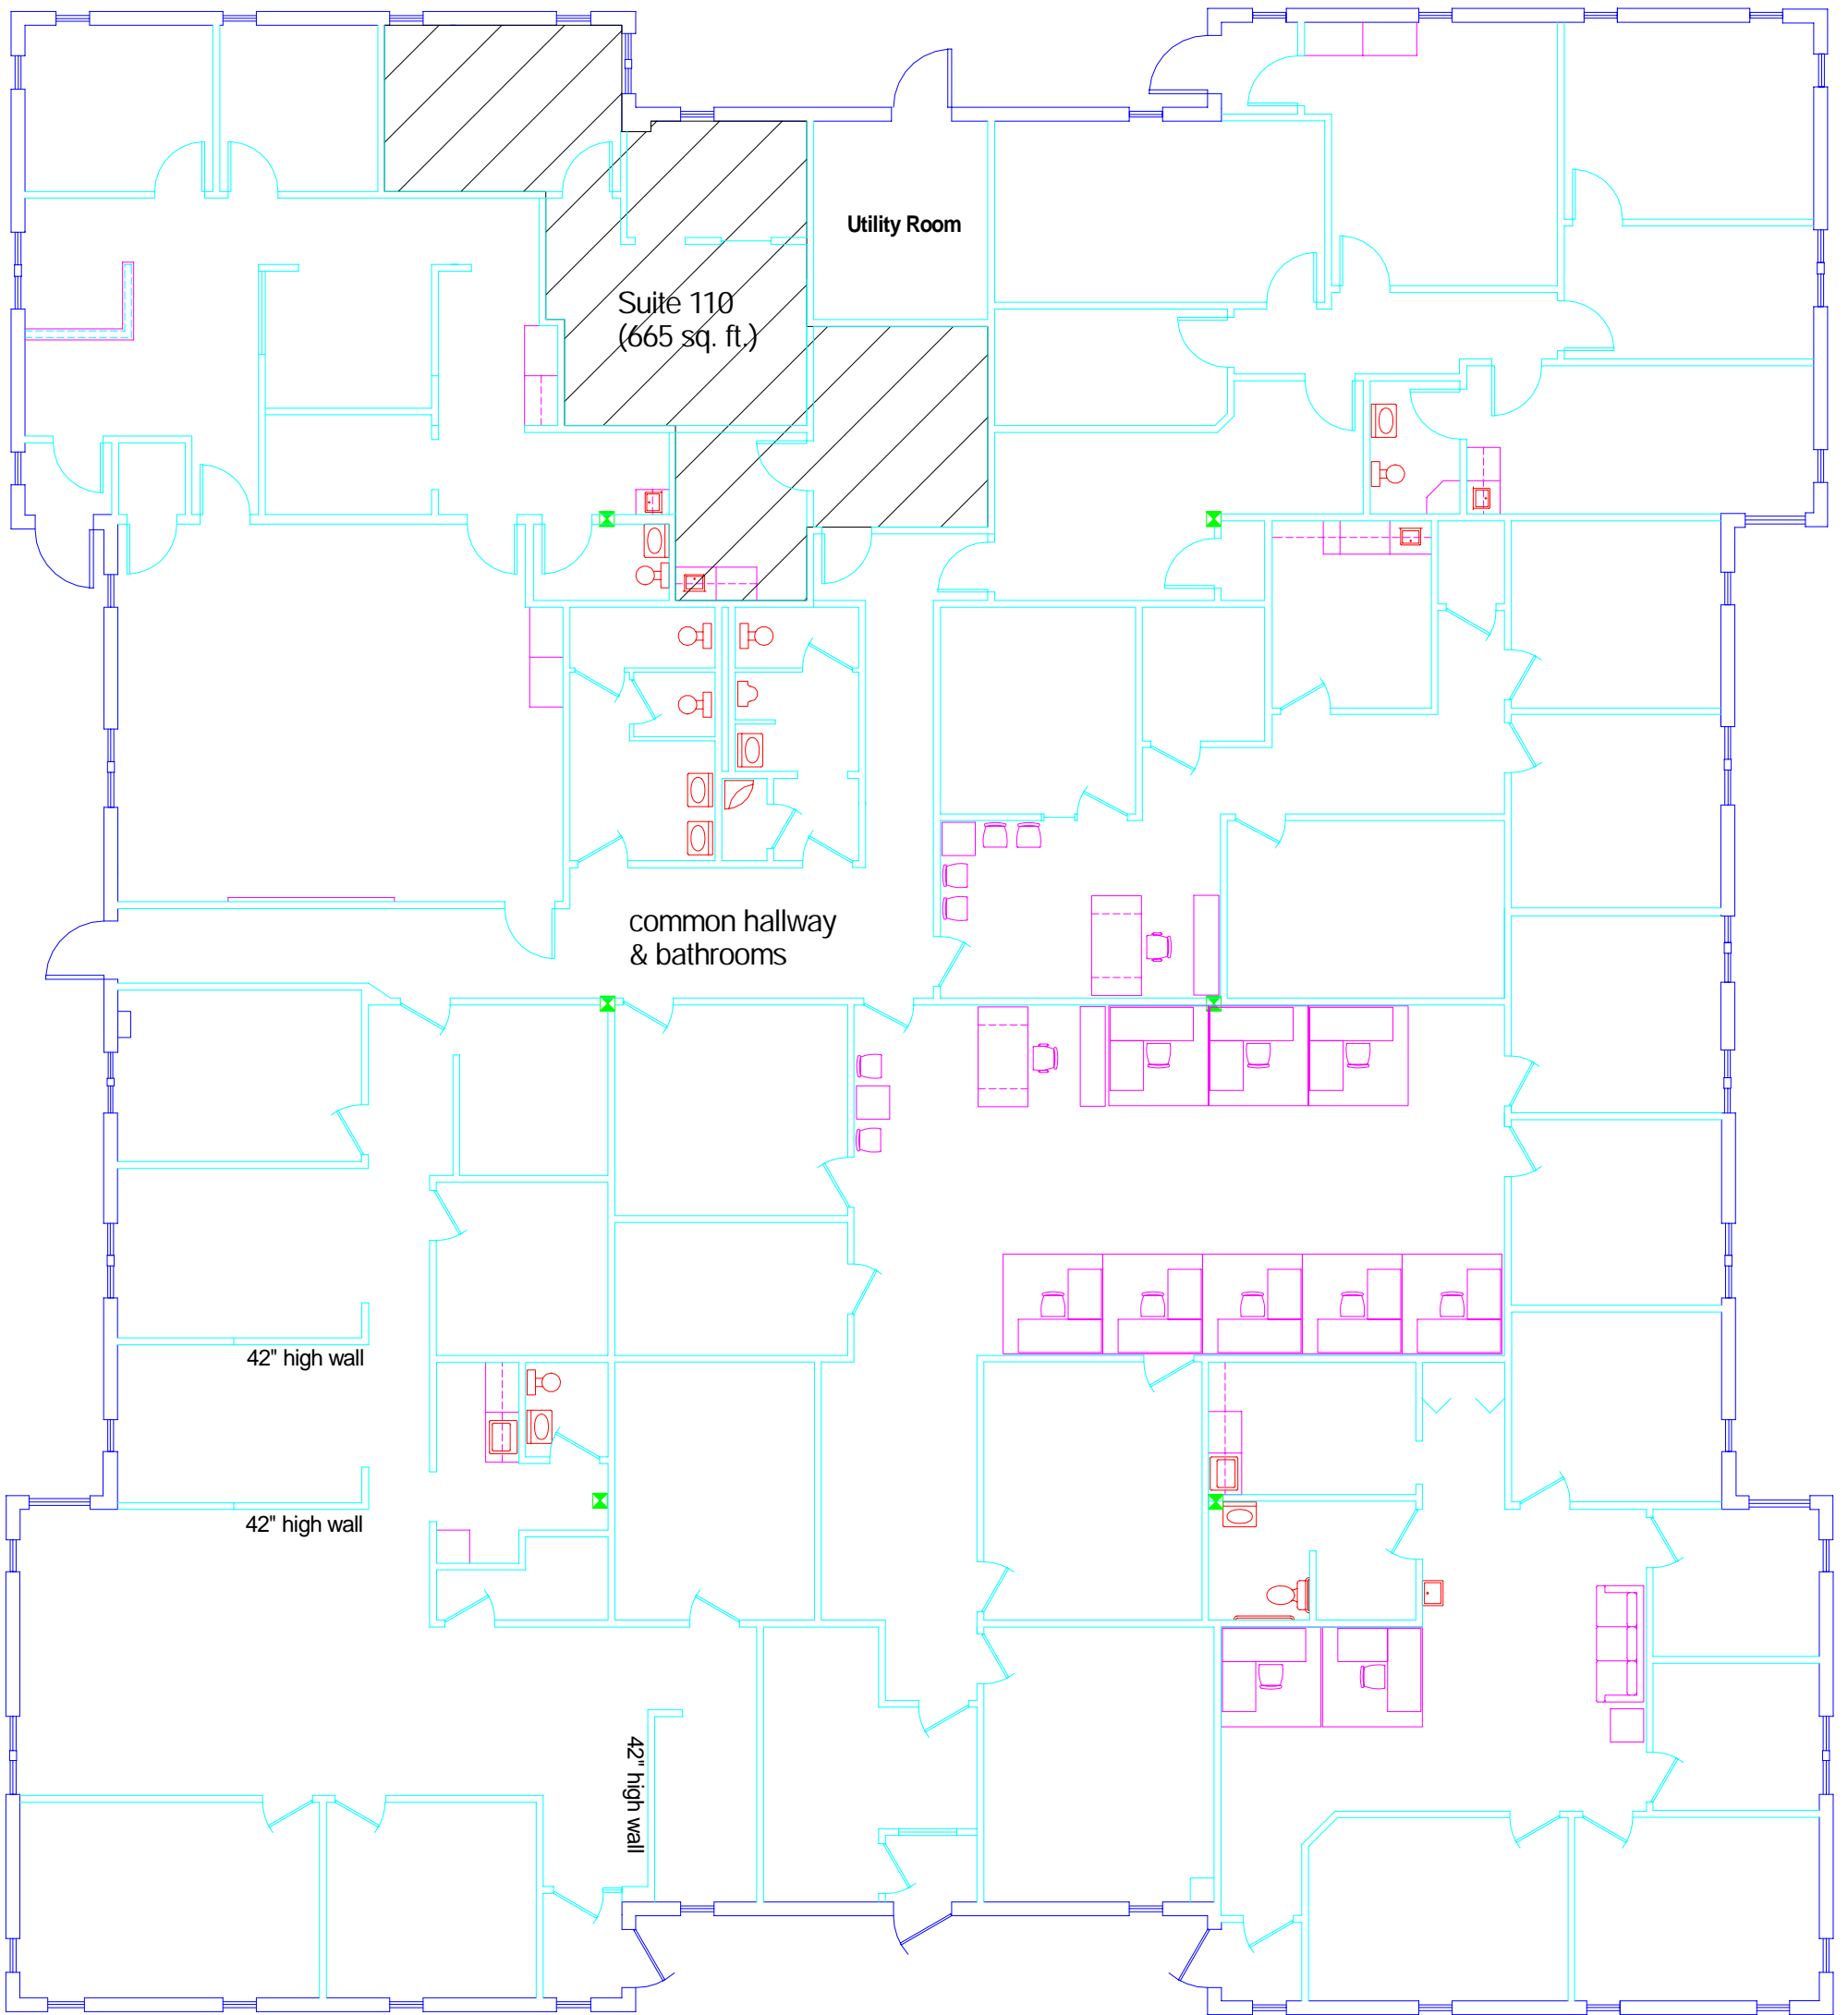 Utility Room
Suite 110
(665 sq. ft.)
common hallway
& bathrooms
42" high wall
42" high wall
42" high wall